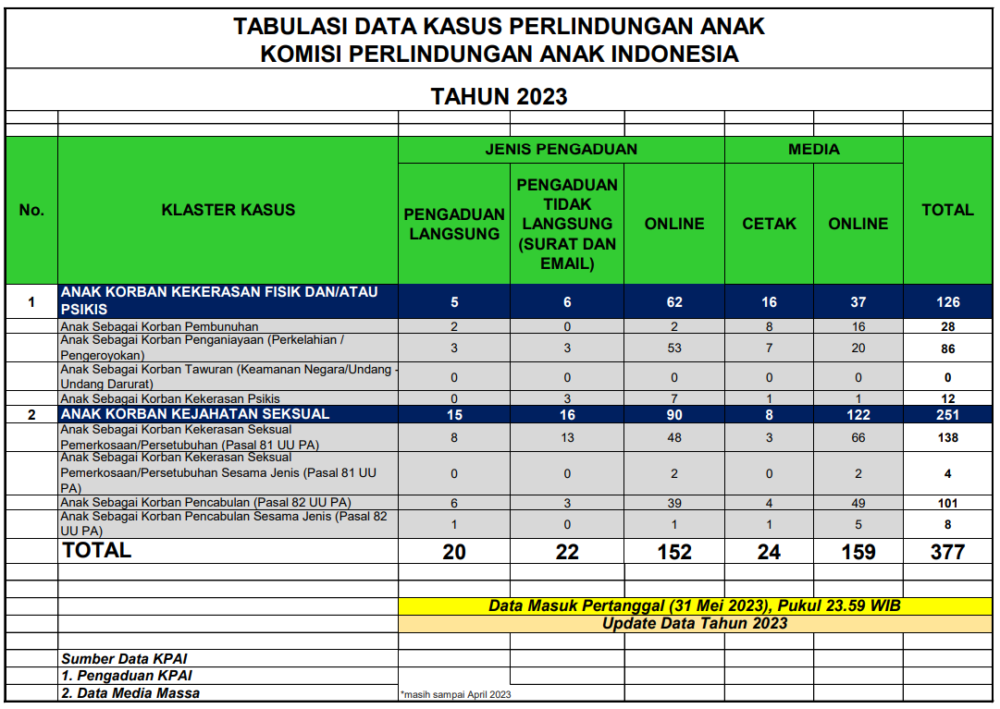 TABULASI DATA KASUS PERLINDUNGAN ANAK
KOMISI PERLINDUNGAN ANAK INDONESIA
TAHUN 2023
No. KLASTER KASUS JENIS PENGADUAN MEDIA TOTAL
PENGADUAN LANGSUNG PENGADUAN TIDAK LANGSUNG (SURAT DAN EMAIL) ONLINE CETAK ONLINE
1 ANAK KORBAN KEKERASAN FISIK DAN/ATAU PSIKIS 5 6 62 16 37 126
Anak Sebagai Korban Pembunuhan 2 0 2 8 16 28
Anak Sebagai Korban Penganiayaan (Perkelahian / Pengeroyokan) 3 3 53 7 20 86
Anak Sebagai Korban Tawuran (Keamanan Negara/Undang - Undang Darurat) 0 0 0 0 0 0
Anak Sebagai Korban Kekerasan Psikis 0 3 7 1 1 12
2 ANAK KORBAN KEJAHATAN SEKSUAL 15 16 90 8 122 251
Anak Sebagai Korban Kekerasan Seksual Pemerkosaan/Persetubuhan (Pasal 81 UU PA) 8 13 48 3 66 138
Anak Sebagai Korban Kekerasan Seksual Pemerkosaan/Persetubuhan Sesama Jenis (Pasal 81 UU PA) 0 0 2 0 2 4
Anak Sebagai Korban Pencabulan (Pasal 82 UU PA) 6 3 39 4 49 101
Anak Sebagai Korban Pencabulan Sesama Jenis (Pasal 82 UU PA) 1 0 1 1 5 8
TOTAL 20 22 152 24 159 377
Data Masuk Pertanggal (31 Mei 2023), Pukul 23.59 WIB
Update Data Tahun 2023
Sumber Data KPAI
1. Pengaduan KPAI
2. Data Media Massa *masih sampai April 2023